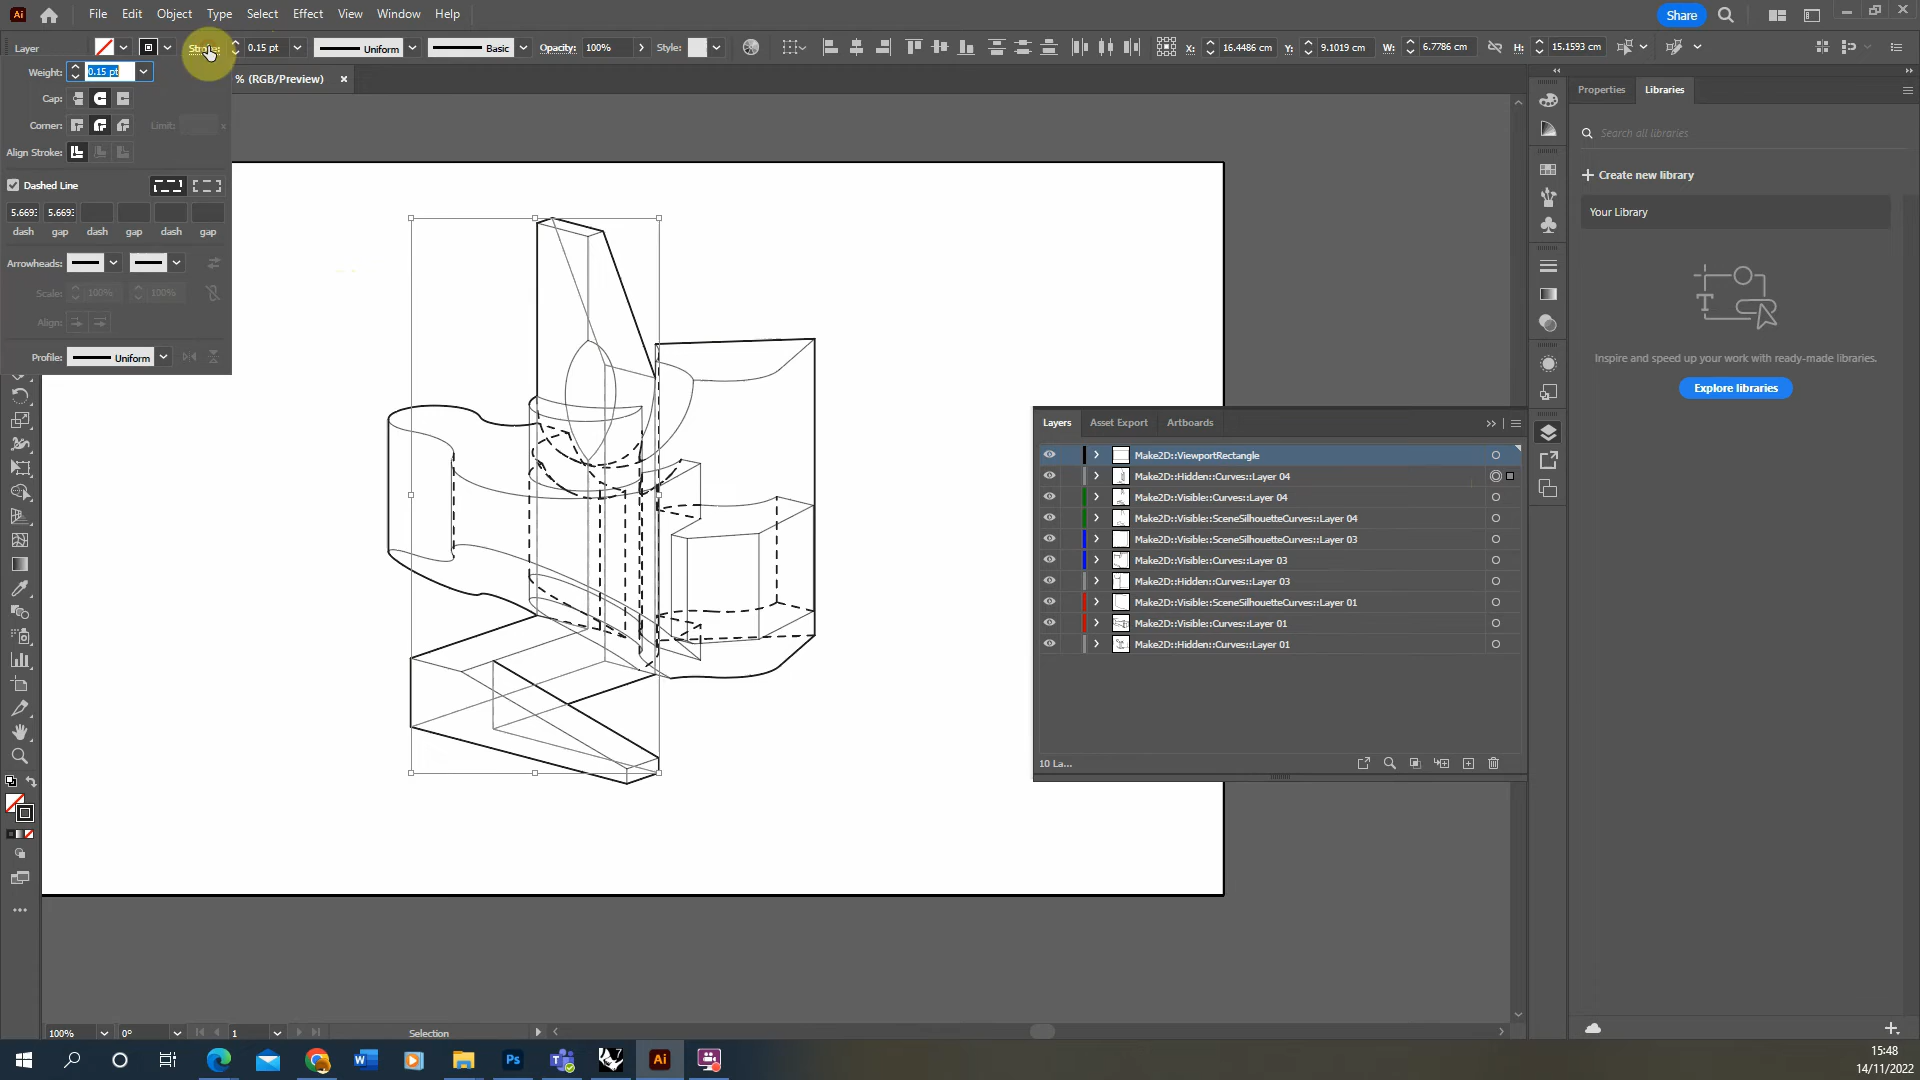 Ai File Edit Object Type Select Effect View Window Help Share
Layer Stroke: 0.15 pt Uniform Basic Opacity: 100% Style: X: 16.4486 cm Y: 9.1019 cm W: 6.7786 cm H: 15.1593 cm
Weight: 0.15 pt
% (RGB/Preview)
Cap:
Corner: Limit: x
Align Stroke:
Dashed Line
5.669 5.669
dash gap dash gap dash gap
Arrowheads:
Scale: 100% 100%
Align:
Profile: Uniform
Properties Libraries
Search all libraries
Create new library
Your Library
Inspire and speed up your work with ready-made libraries.
Explore libraries
Layers Asset Export Artboards
Make2D::ViewportRectangle
Make2D::Hidden::Curves::Layer 04
Make2D::Visible::Curves::Layer 04
Make2D::Visible::SceneSilhouetteCurves::Layer 04
Make2D::Visible::SceneSilhouetteCurves::Layer 03
Make2D::Visible::Curves::Layer 03
Make2D::Hidden::Curves::Layer 03
Make2D::Visible::SceneSilhouetteCurves::Layer 01
Make2D::Visible::Curves::Layer 01
Make2D::Hidden::Curves::Layer 01
10 La...
100% 0° 1 Selection
Ps Ai
15:48
14/11/2022